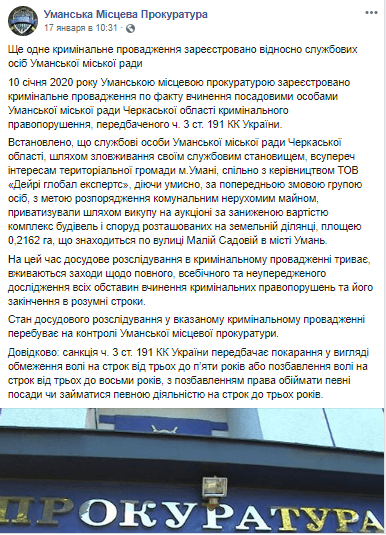 Уманська Місцева Прокуратура
17 января в 10:31 ·
Ще одне кримінальне провадження зареєстровано відносно службових
осіб Уманської міської ради
10 січня 2020 року Уманською місцевою прокуратурою зареєстровано
кримінальне провадження по факту вчинення посадовими особами
Уманської міської ради Черкаської області кримінального
правопорушення, передбаченого ч. 3 ст. 191 КК України.
Встановлено, що службові особи Уманської міської ради Черкаської
області, шляхом зловживання своїм службовим становищем, всупереч
інтересам територіальної громади м.Умані, спільно з керівництвом ТОВ
«Дейрі глобал експертс», діючи умисно, за попередньою змовою групою
осіб, з метою розпорядження комунальним нерухомим майном,
приватизували шляхом викупу на аукціоні за заниженою вартістю
комплекс будівель і споруд розташованих на земельній ділянці, площею
0,2162 га, що знаходиться по вулиці Малій Садовій в місті Умань.
На цей час досудове розслідування в кримінальному провадженні триває,
вживаються заходи щодо повного, всебічного та неупередженого
дослідження всіх обставин вчинення кримінальних правопорушень та його
закінчення в розумні строки.
Стан досудового розслідування у вказаному кримінальному провадженні
перебуває на контролі Уманської місцевої прокуратури.
Довідково: санкція ч. 3 ст. 191 КК України передбачає покарання у вигляді
обмеження волі на строк від трьох до п'яти років або позбавлення волі на
строк від трьох до восьми років, з позбавленням права обіймати певні
посади чи займатися певною діяльністю на строк до трьох років.
ПРОКУРАТУРА